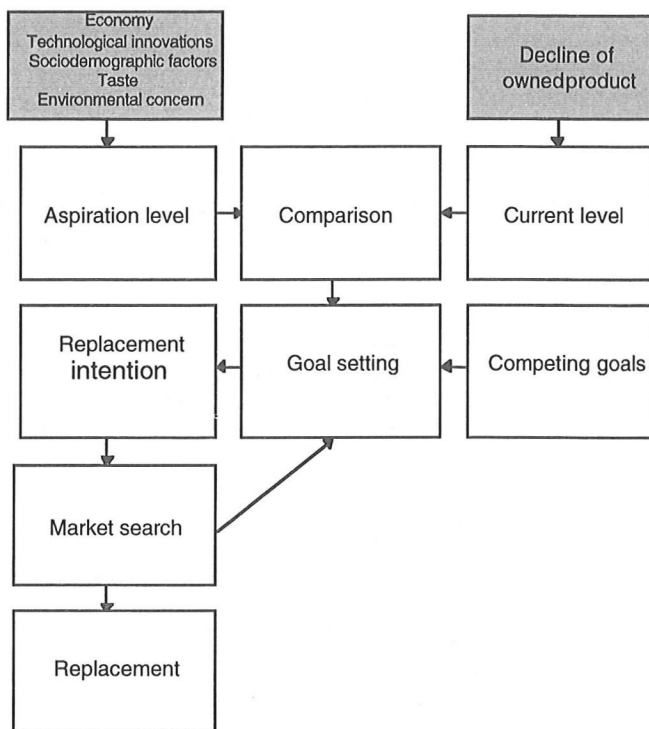 Economy
Technological innovations
Sociodemographic factors
Taste
Environmental concern
Decline of
ownedproduct
Aspiration level
Comparison
Current level
Replacement
intention
Goal setting
Competing goals
Market search
Replacement